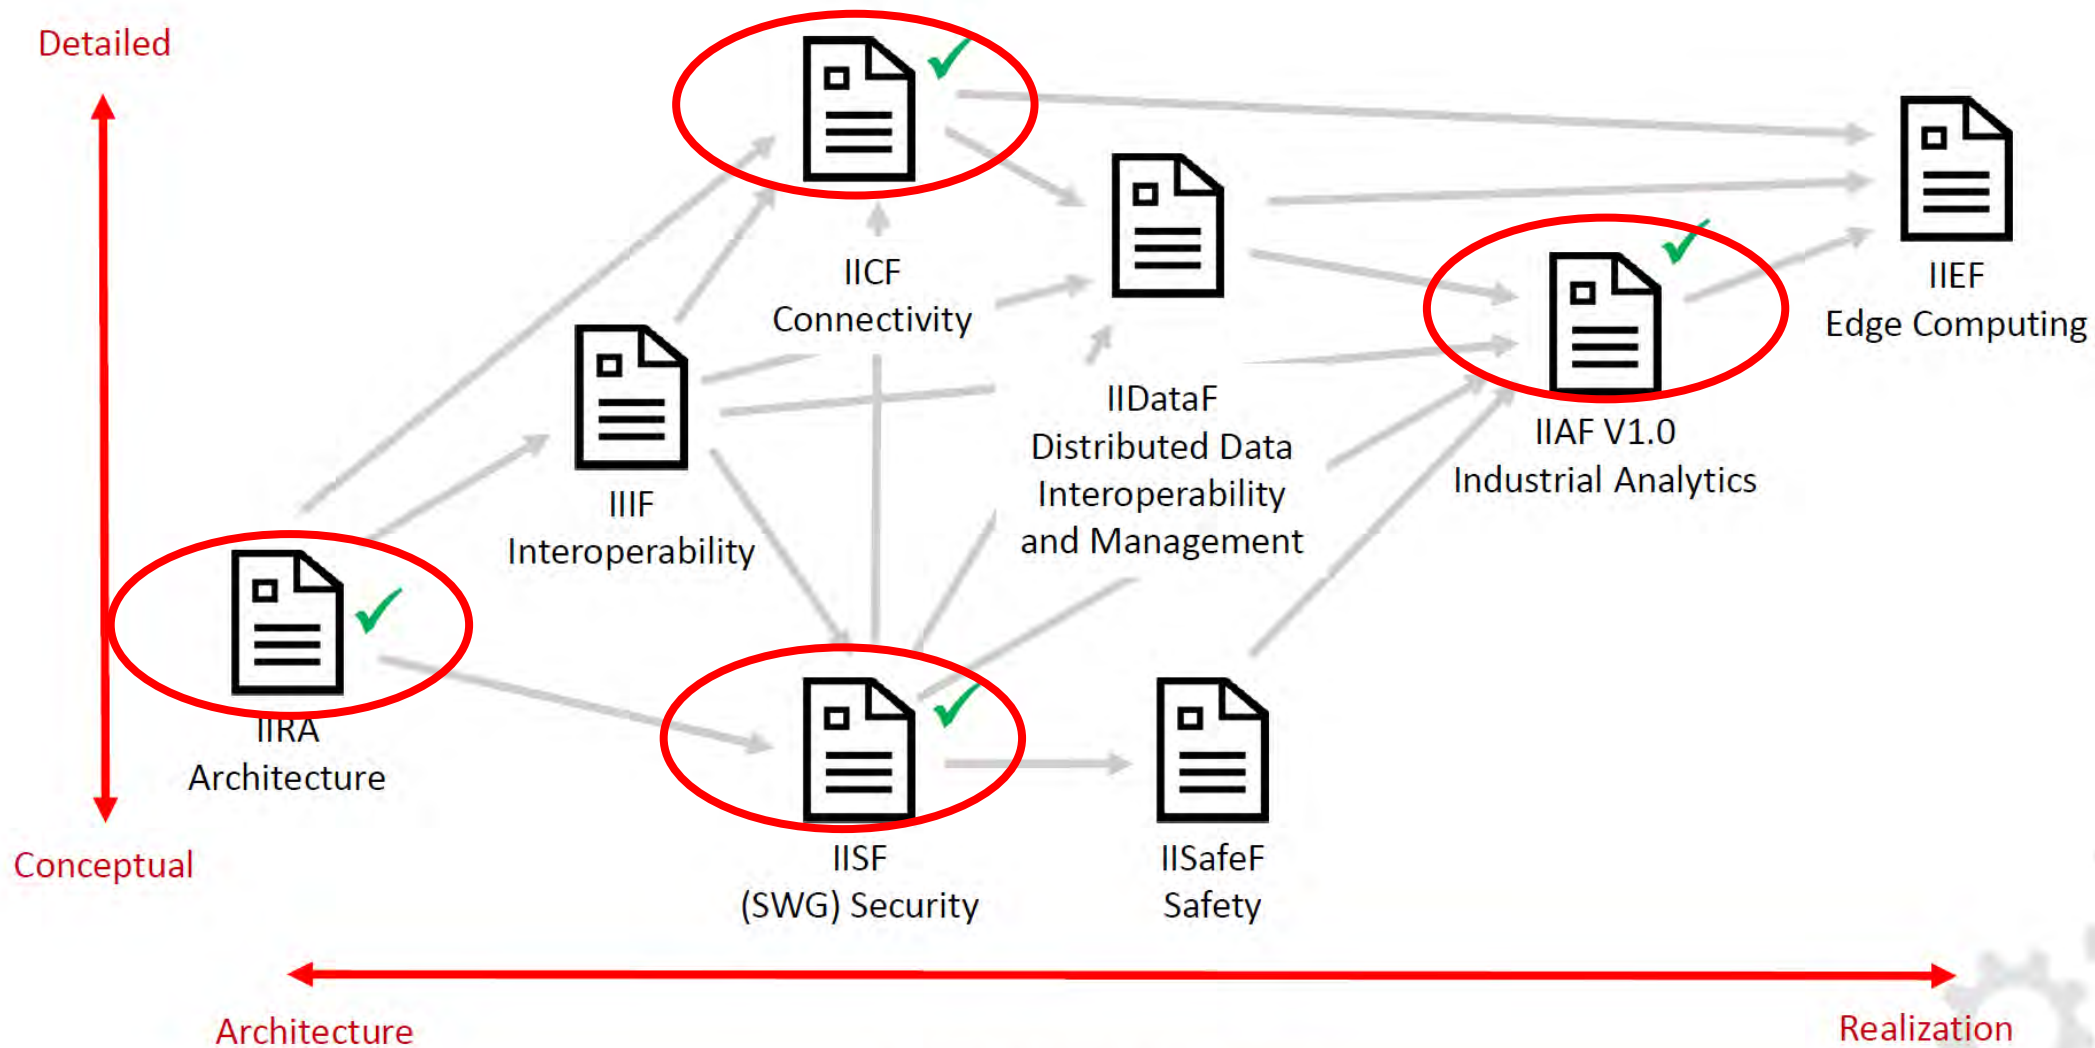 Detailed
IICF
Connectivity
IIEF
Edge Computing
IIDataF
Distributed Data
Interoperability
and Management
IIAF V1.0
Industrial Analytics
IIIF
Interoperability
IIRA
Architecture
Conceptual
IISF
(SWG) Security
IISafeF
Safety
Architecture
Realization